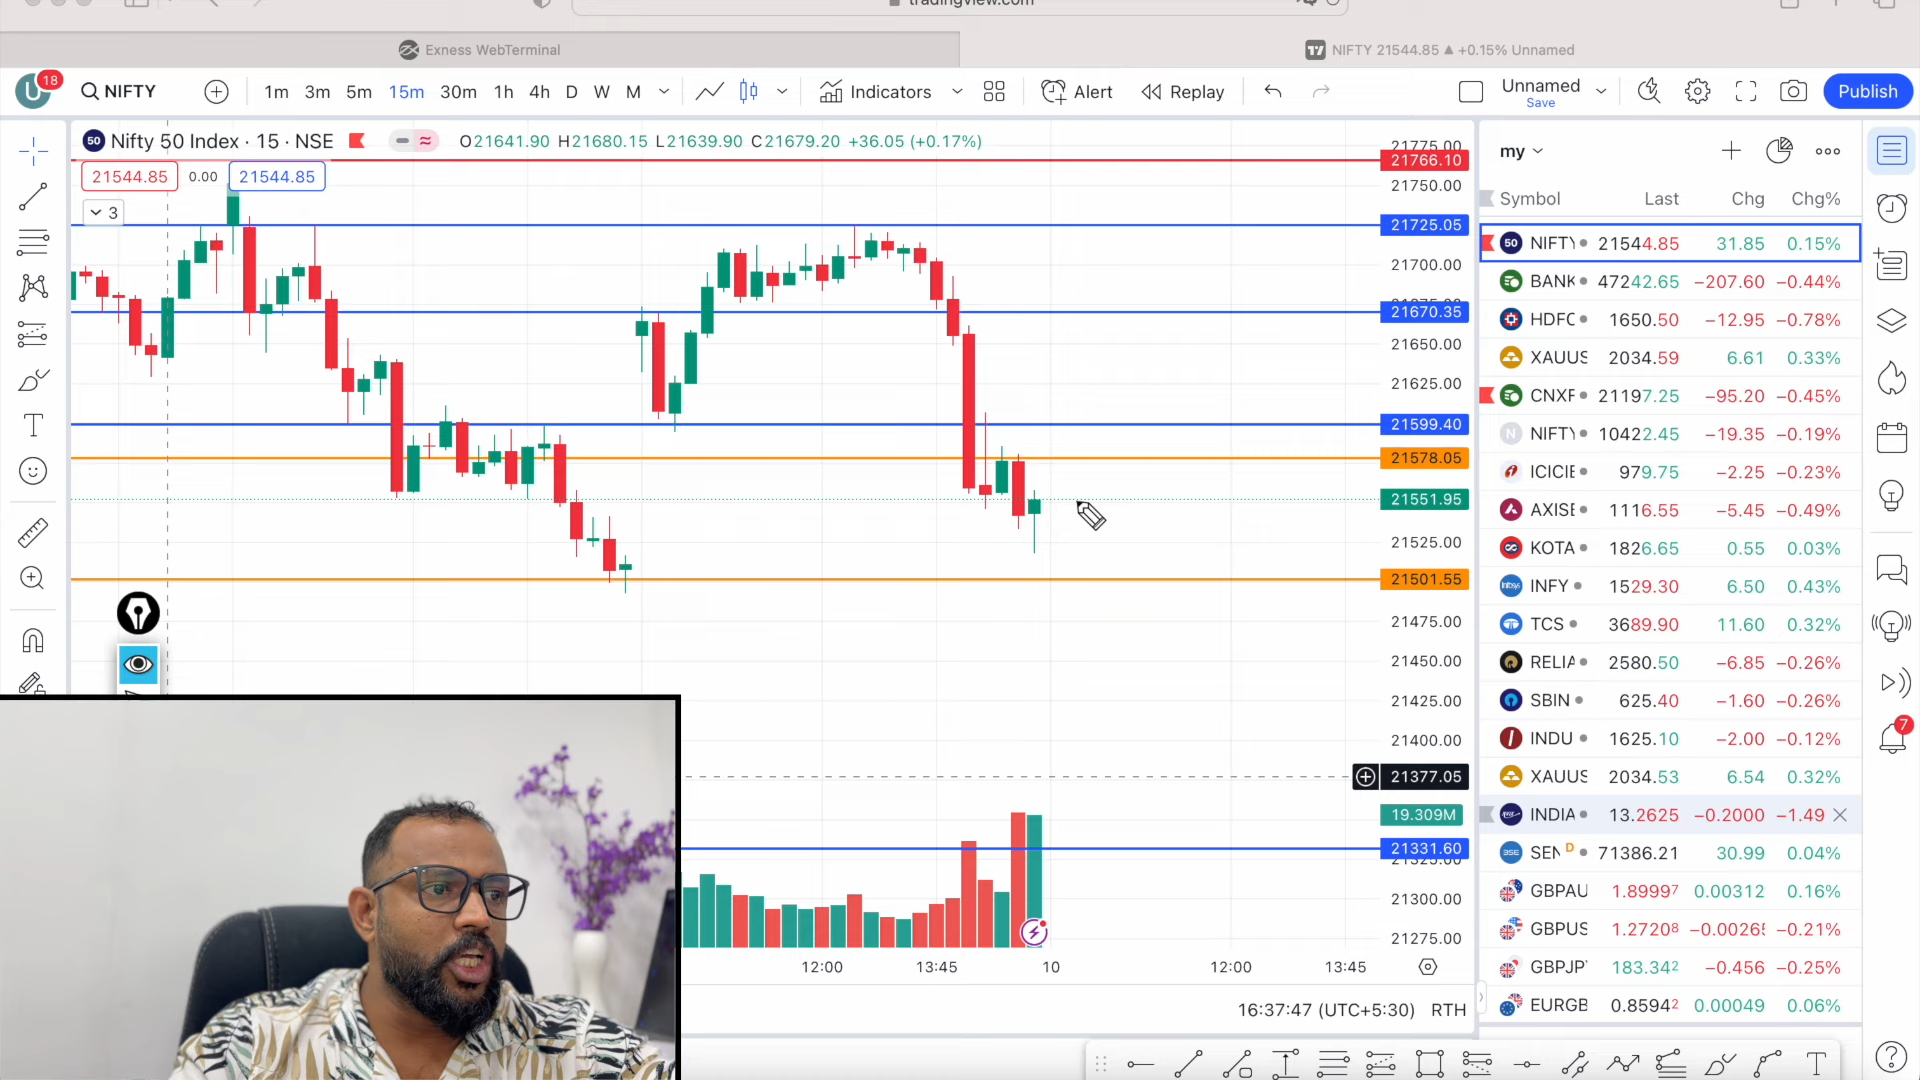 tradingview.com
Exness WebTerminal
NIFTY 21544.85 ▲ +0.15% Unnamed
U 18 NIFTY 1m 3m 5m 15m 30m 1h 4h D W M Indicators Alert Replay Unnamed Save Publish
50 Nifty 50 Index · 15 · NSE O21641.90 H21680.15 L21639.90 C21679.20 +36.05 (+0.17%)
21544.85 0.00 21544.85
3
21775.00
21766.10
21750.00
21725.05
21700.00
21670.35
21650.00
21625.00
21599.40
21578.05
21551.95
21525.00
21501.55
21475.00
21450.00
21425.00
21400.00
21377.05
19.309M
21331.60
21300.00
21275.00
12:00 13:45 10 12:00 13:45
16:37:47 (UTC+5:30) RTH
my
Symbol Last Chg Chg%
50 NIFTY 21544.85 31.85 0.15%
BANK 47242.65 −207.60 −0.44%
HDFC 1650.50 −12.95 −0.78%
XAUUS 2034.59 6.61 0.33%
CNXF 21197.25 −95.20 −0.45%
N NIFTY 10422.45 −19.35 −0.19%
ICICIE 979.75 −2.25 −0.23%
AXISE 1116.55 −5.45 −0.49%
KOTA 1826.65 0.55 0.03%
INFY 1529.30 6.50 0.43%
TCS 3689.90 11.60 0.32%
RELIA 2580.50 −6.85 −0.26%
SBIN 625.40 −1.60 −0.26%
INDU 1625.10 −2.00 −0.12%
XAUUS 2034.53 6.54 0.32%
INDIA 13.2625 −0.2000 −1.49
BSE SEN D 71386.21 30.99 0.04%
GBPAU 1.89997 0.00312 0.16%
GBPUS 1.27208 −0.0026 −0.21%
GBPJP 183.342 −0.456 −0.25%
EURGB 0.85942 0.00049 0.06%
7